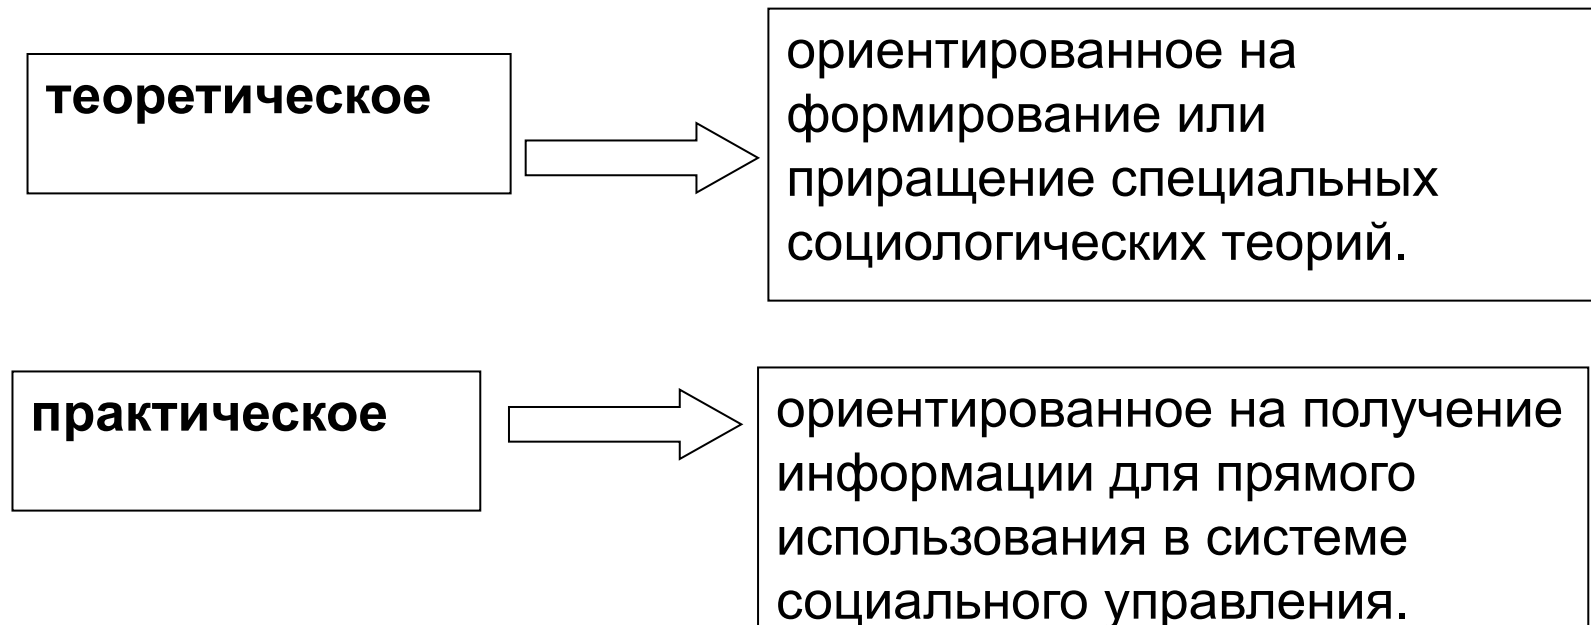 теоретическое
ориентированное на
формирование или
приращение специальных
социологических теорий.
практическое
ориентированное на получение
информации для прямого
использования в системе
социального управления.